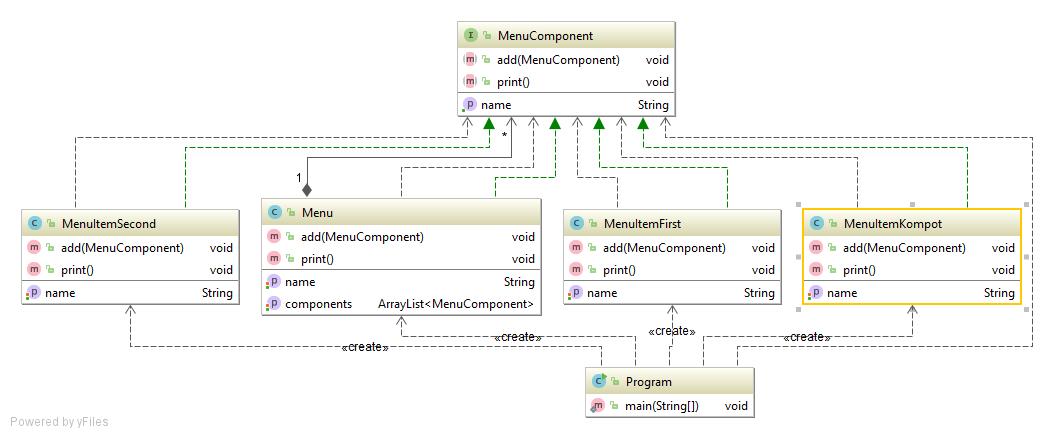 MenuComponent
add(MenuComponent) void
print() void
name String
*
1
MenuItemSecond
add(MenuComponent) void
print() void
name String
Menu
add(MenuComponent) void
print() void
name String
components ArrayList<MenuComponent>
MenuItemFirst
add(MenuComponent) void
print() void
name String
MenuItemKompot
add(MenuComponent) void
print() void
name String
«create»
«create»
«create»
«create»
Program
main(String[]) void
Powered by yFiles